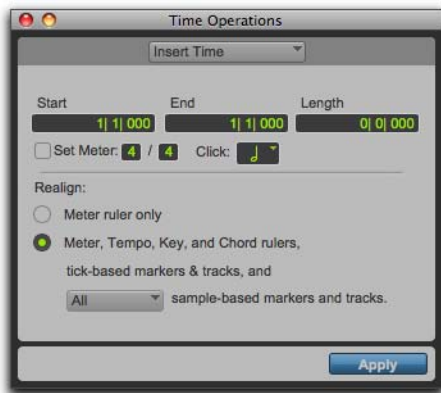 Time Operations
Insert Time
Start End Length
1| 1| 000 1| 1| 000 0| 0| 000
Set Meter: 4 / 4 Click:
Realign:
Meter ruler only
Meter, Tempo, Key, and Chord rulers,
tick-based markers & tracks, and
All sample-based markers and tracks.
Apply